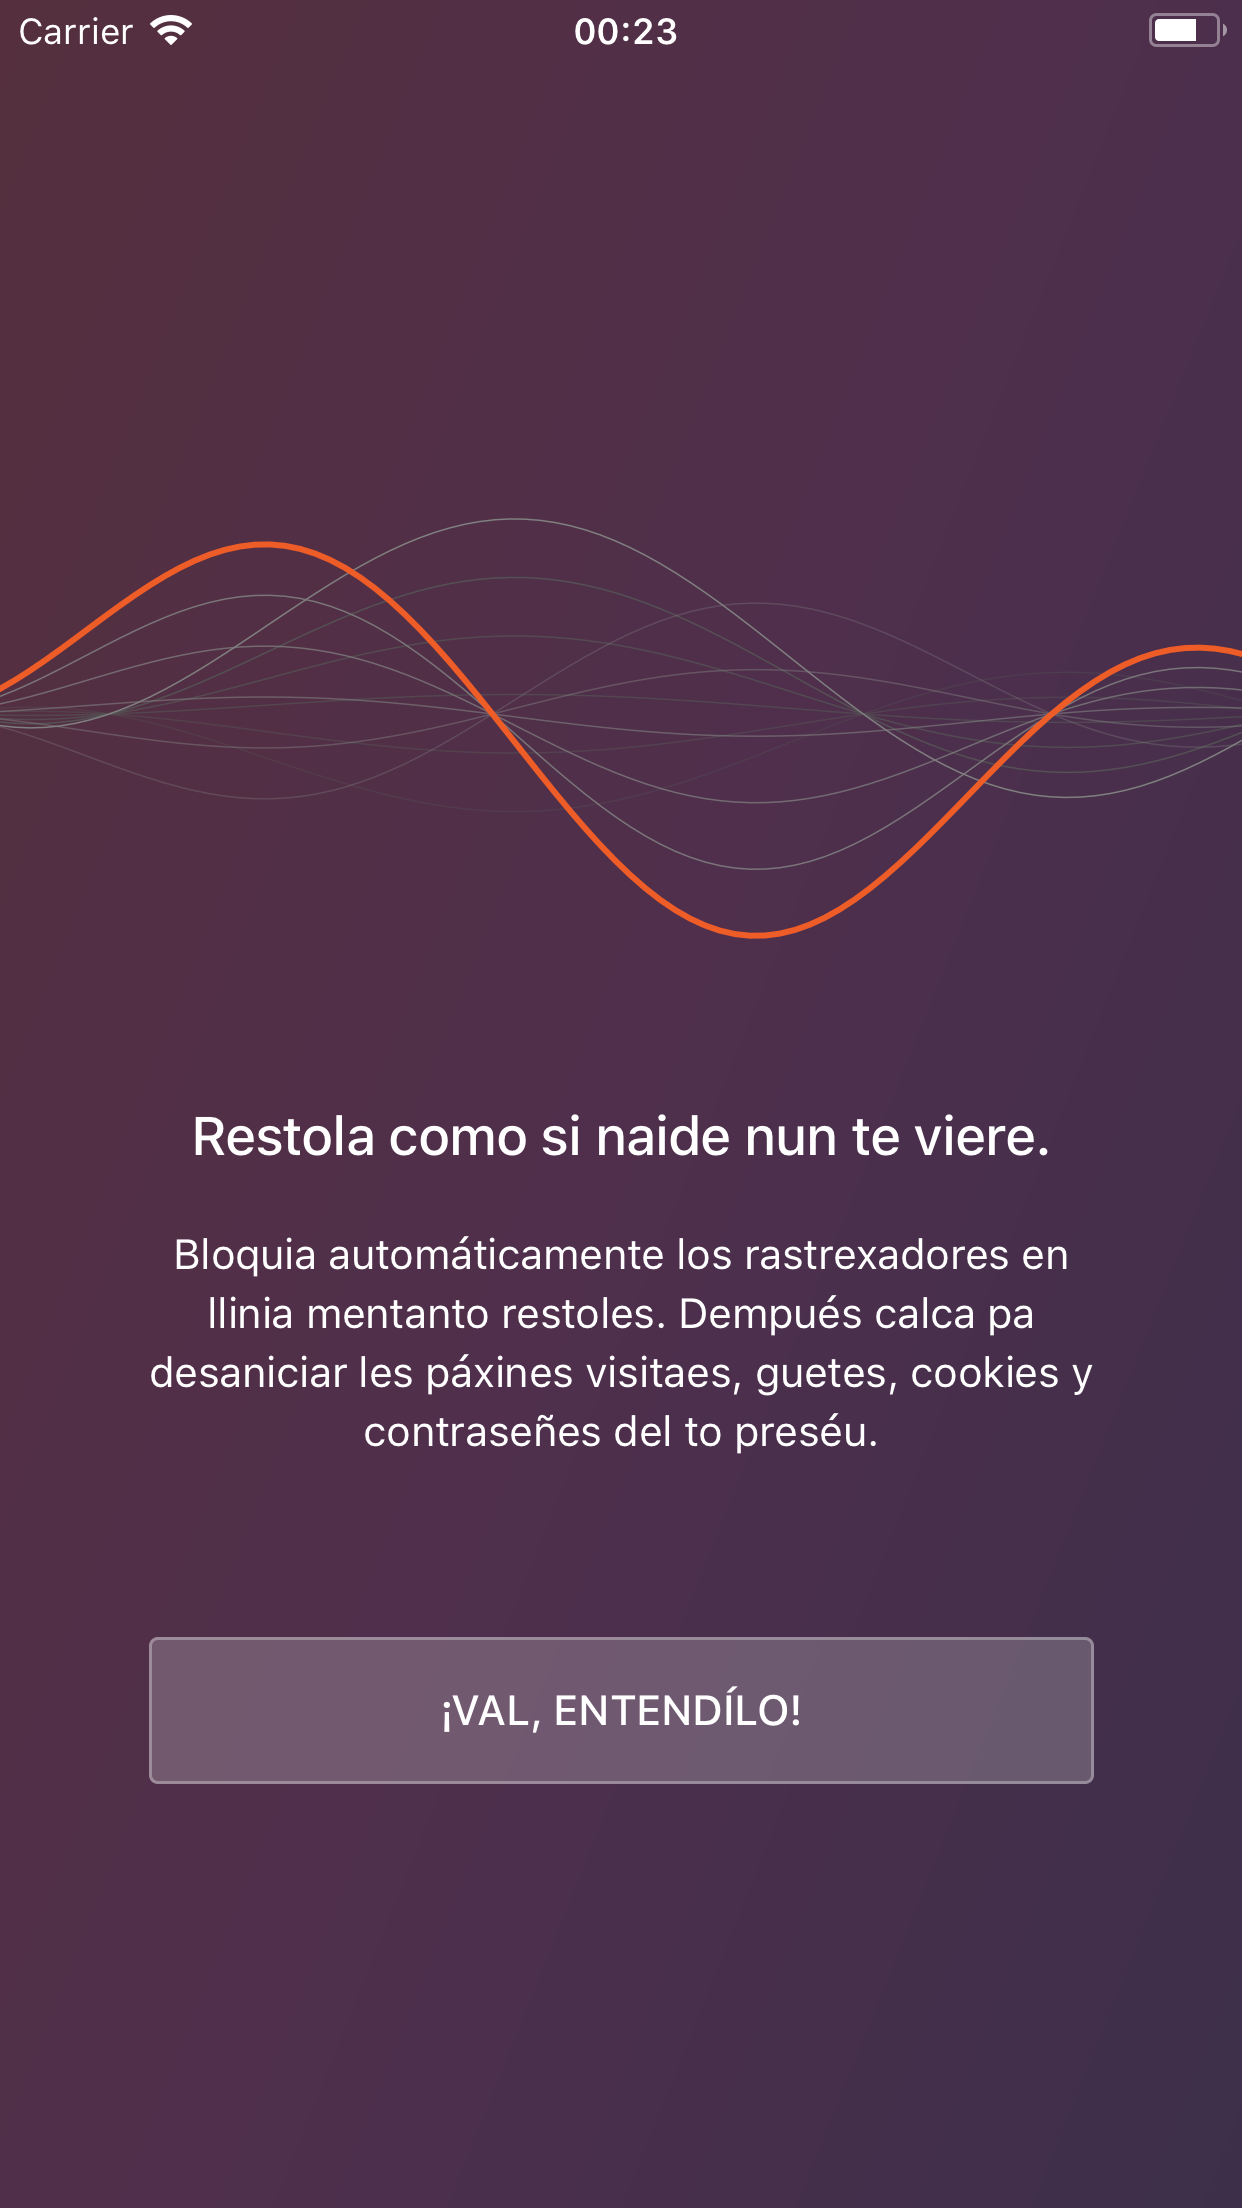 Carrier 00:23
Restola como si naide nun te viere.
Bloquia automáticamente los rastrexadores en
llinia mentanto restoles. Dempués calca pa
desaniciar les páxines visitaes, guetes, cookies y
contraseñes del to preséu.
¡VAL, ENTENDÍLO!